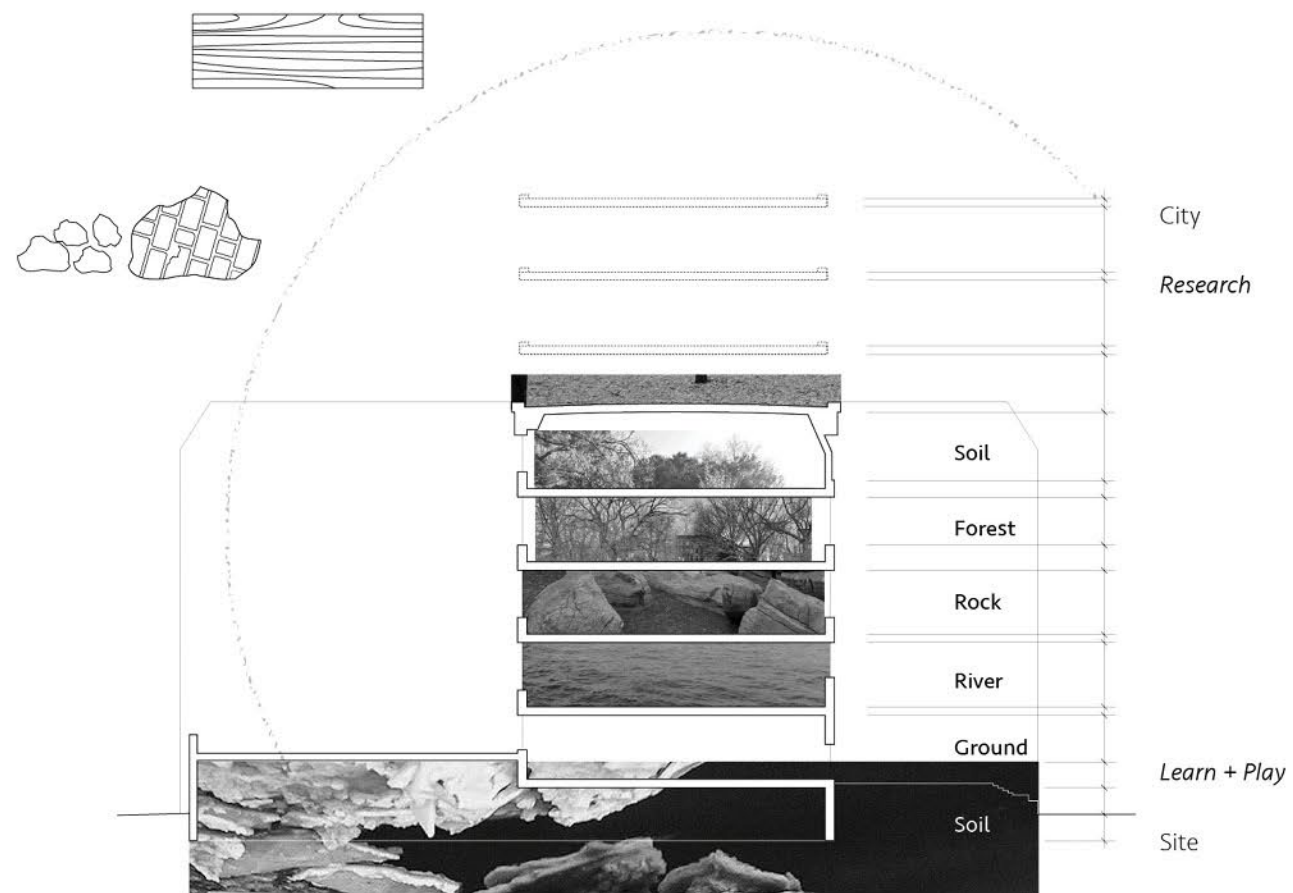 City
Research
Soil
Forest
Rock
River
Ground
Learn + Play
Soil
Site